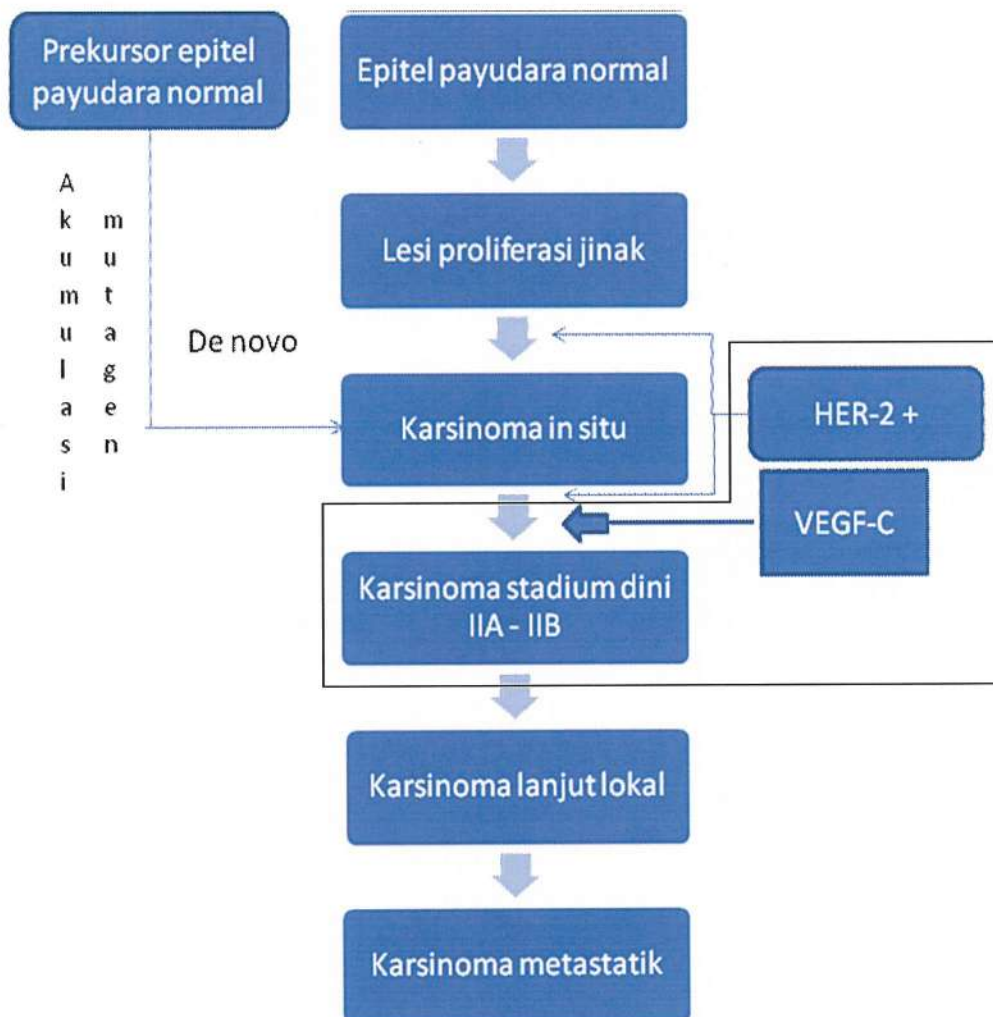 Prekursor epitel
payudara normal
Epitel payudara normal
Akumulasi
mutagen
Lesi proliferasi jinak
De novo
Karsinoma in situ
HER-2 +
VEGF-C
Karsinoma stadium dini
IIA - IIB
Karsinoma lanjut lokal
Karsinoma metastatik